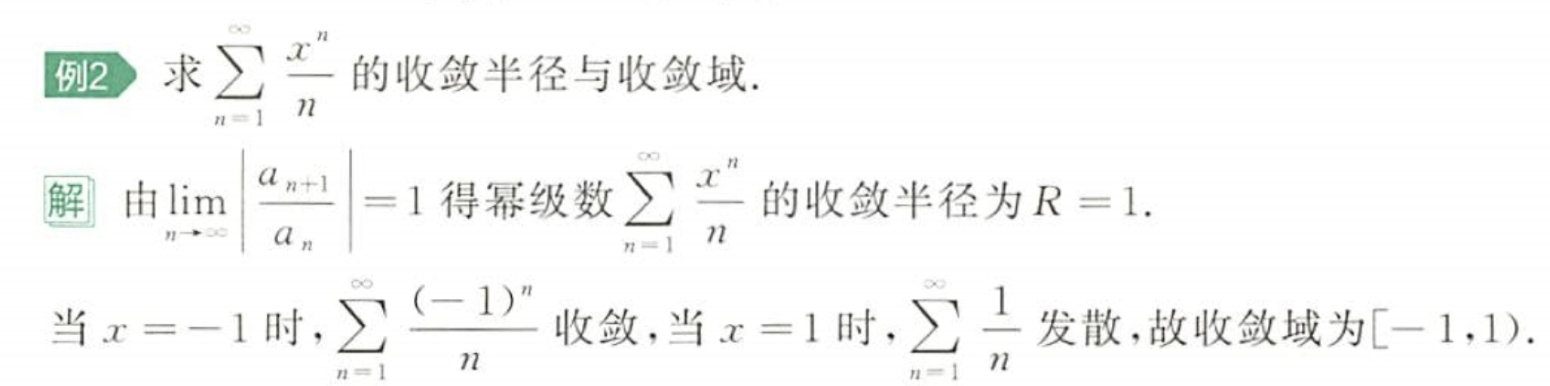 例2 求 $\sum_{n=1}^{\infty} \frac{x^n}{n}$ 的收敛半径与收敛域.
解 由 $\lim_{n \to \infty} \left| \frac{a_{n+1}}{a_n} \right| = 1$ 得幂级数 $\sum_{n=1}^{\infty} \frac{x^n}{n}$ 的收敛半径为 $R = 1$.
当 $x = -1$ 时, $\sum_{n=1}^{\infty} \frac{(-1)^n}{n}$ 收敛,当 $x = 1$ 时, $\sum_{n=1}^{\infty} \frac{1}{n}$ 发散,故收敛域为 $[-1,1)$.